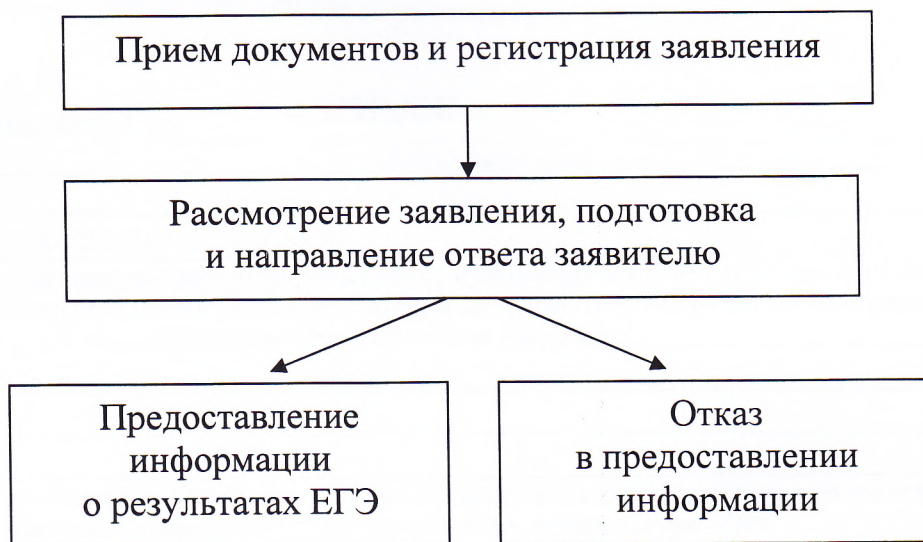 Прием документов и регистрация заявления
Рассмотрение заявления, подготовка
и направление ответа заявителю
Предоставление
информации
о результатах ЕГЭ
Отказ
в предоставлении
информации